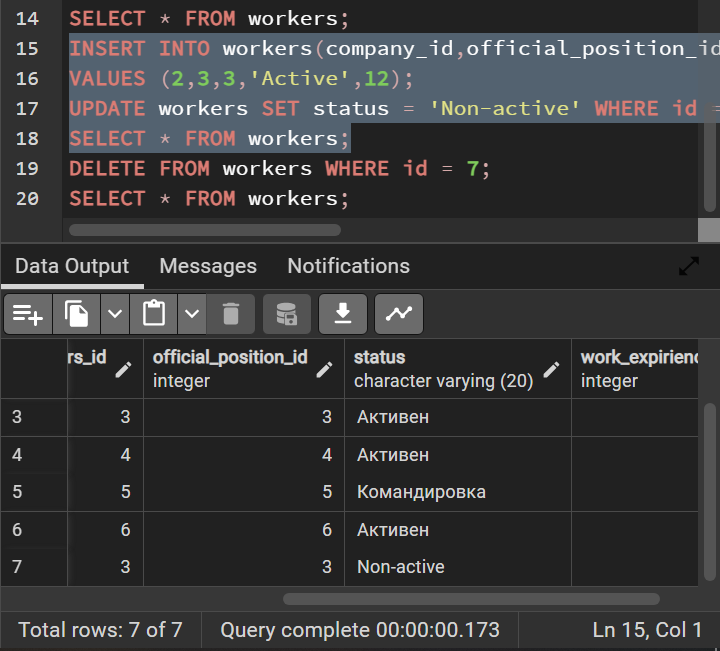 14 SELECT * FROM workers;
15 INSERT INTO workers(company_id,official_position_id
16 VALUES (2,3,3,'Active',12);
17 UPDATE workers SET status = 'Non-active' WHERE id =
18 SELECT * FROM workers;
19 DELETE FROM workers WHERE id = 7;
20 SELECT * FROM workers;
Data Output Messages Notifications
rs_id official_position_id status work_expirienc
integer character varying (20) integer
3 3 3 Активен
4 4 4 Активен
5 5 5 Командировка
6 6 6 Активен
7 3 3 Non-active
Total rows: 7 of 7 Query complete 00:00:00.173 Ln 15, Col 1